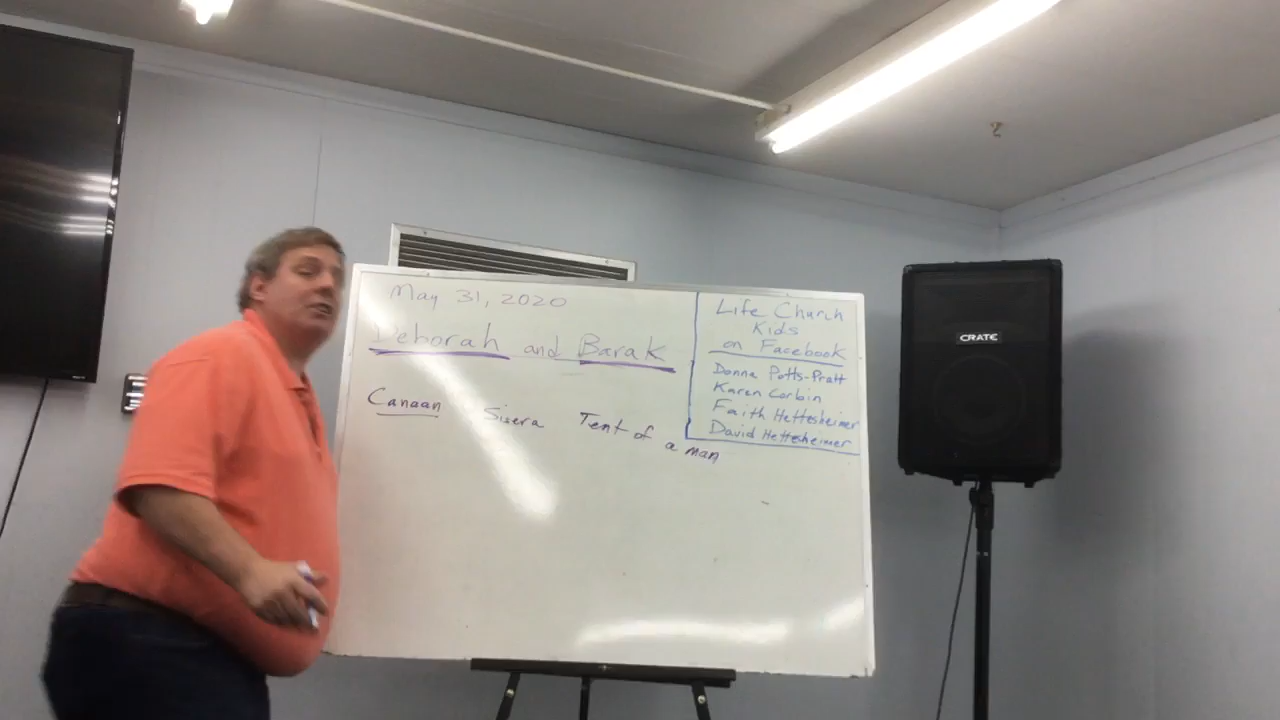 May 31, 2020
Deborah and Barak
Canaan Sisera Tent of
a man
Life Church
Kids
on Facebook
Donna Potts-Pratt
Karen Corbin
Faith Hettesheimer
David Hettesheimer
CRATE